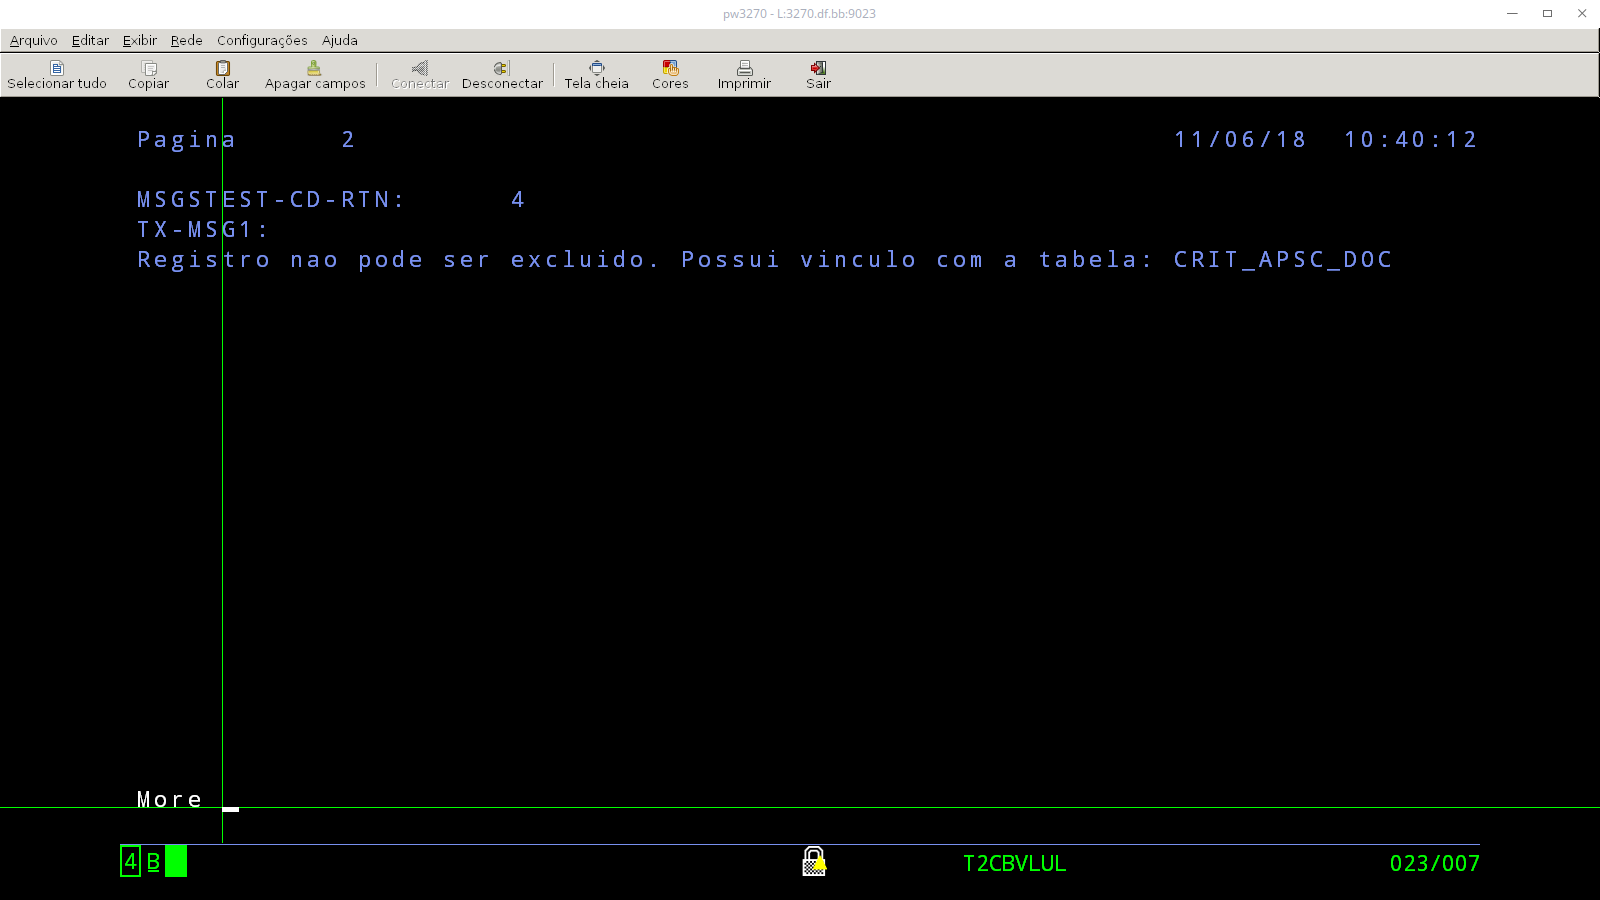 pw3270 - L:3270.df.bb:9023
Arquivo Editar Exibir Rede Configurações Ajuda
Selecionar tudo Copiar Colar Apagar campos Conectar Desconectar Tela cheia Cores Imprimir Sair
Pagina 2 11/06/18 10:40:12
MSGSTEST-CD-RTN: 4
TX-MSG1:
Registro nao pode ser excluido. Possui vinculo com a tabela: CRIT_APSC_DOC
More
4 B T2CBVLUL 023/007